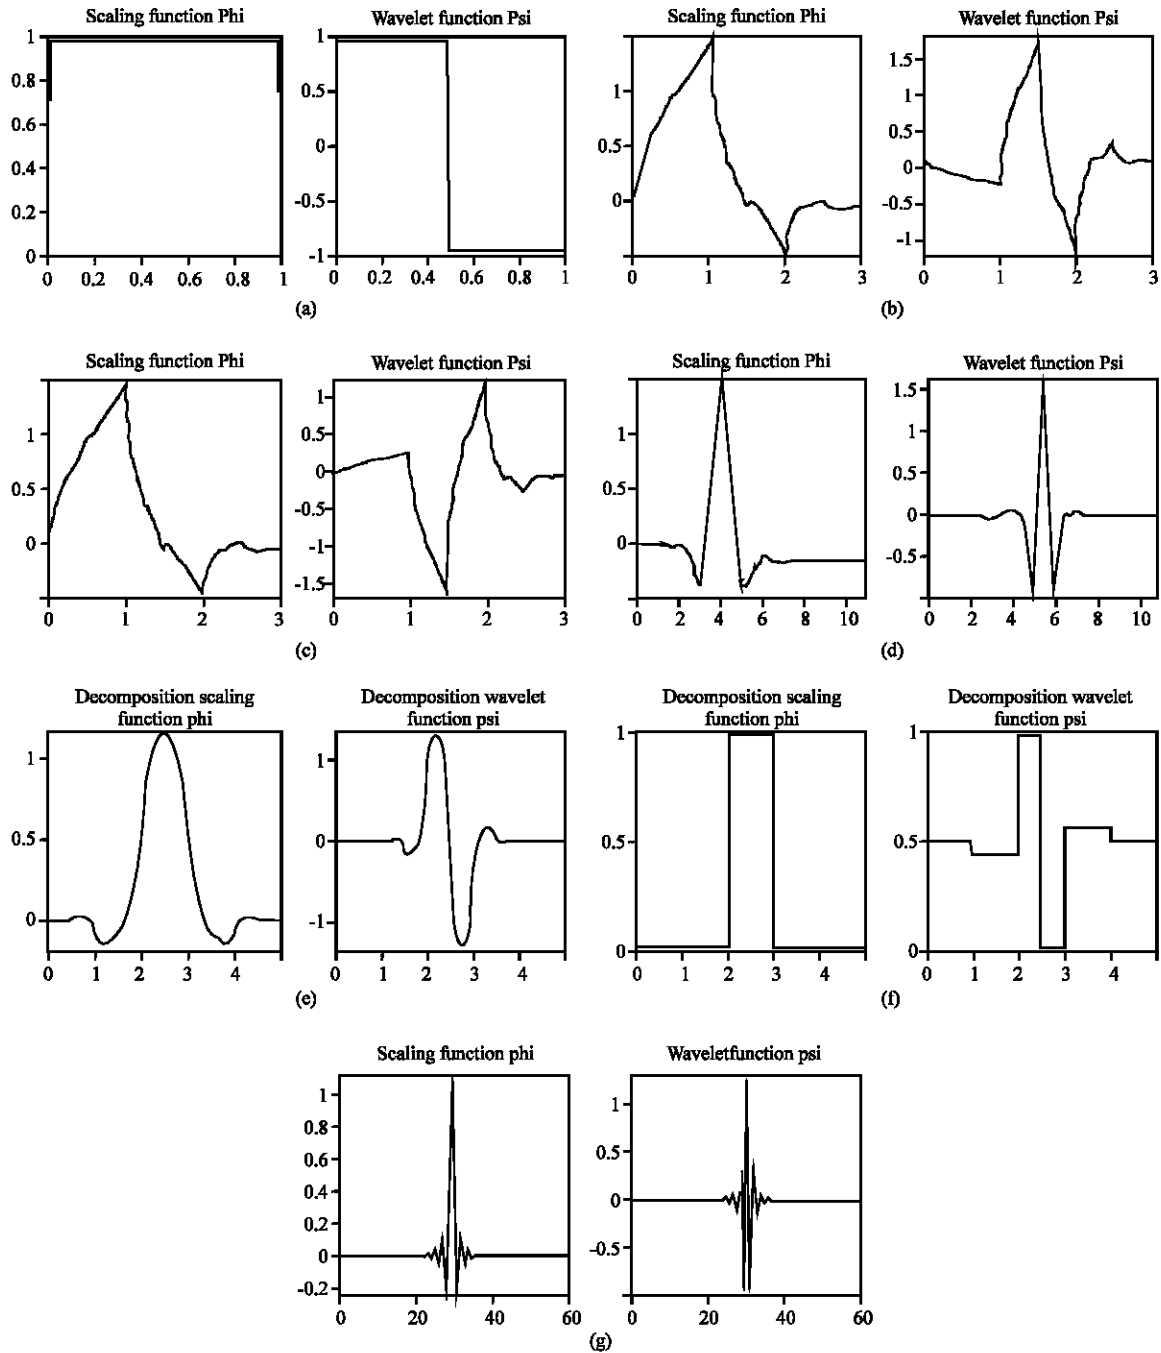 Scaling function Phi
Wavelet function Psi
Scaling function Phi
Wavelet function Psi
1
0.8
0.6
0.4
0.2
0
0 0.2 0.4 0.6 0.8 1
1
0.5
0
-0.5
-1
0 0.2 0.4 0.6 0.8 1
(a)
1
0.5
0
0 1 2 3
1.5
1
0.5
0
-0.5
-1
0 1 2 3
(b)
Scaling function Phi
Wavelet function Psi
Scaling function Phi
Wavelet function Psi
1
0.5
0
0 1 2 3
1
0.5
0
-0.5
-1
-1.5
0 1 2 3
(c)
1
0.5
0
0 2 4 6 8 10
1.5
1
0.5
0
-0.5
0 2 4 6 8 10
(d)
Decomposition scaling
function phi
Decomposition wavelet
function psi
Decomposition scaling
function phi
Decomposition wavelet
function psi
1
0
0 1 2 3 4
1
0
-1
0 1 2 3 4
(e)
1
0.5
0
0 1 2 3 4
1
0.5
0
0 1 2 3 4
(f)
Scaling function phi
Waveletfunction psi
1
0.8
0.6
0.4
0.2
0
-0.2
0 20 40 60
1
0.5
0
-0.5
0 20 40 60
(g)